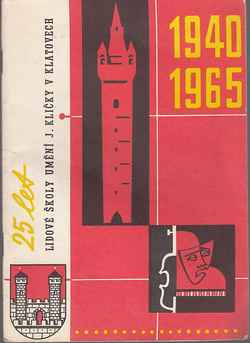 1940
1965
25 let
LIDOVÉ ŠKOLY UMĚNÍ J. KLIČKY V KLATOVECH